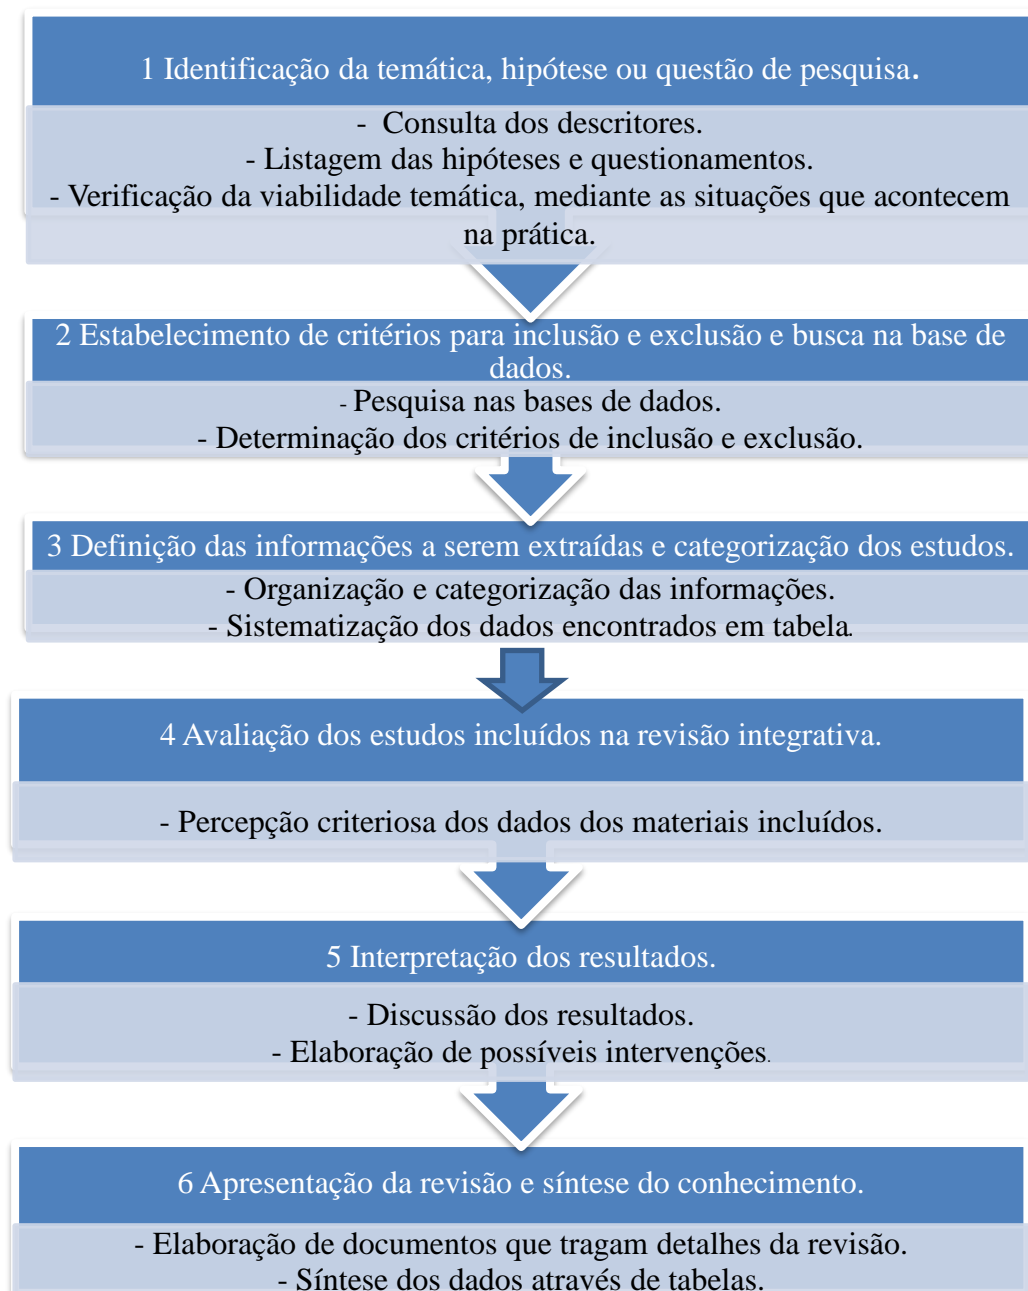 1 Identificação da temática, hipótese ou questão de pesquisa.
- Consulta dos descritores.
- Listagem das hipóteses e questionamentos.
- Verificação da viabilidade temática, mediante as situações que acontecem
na prática.
2 Estabelecimento de critérios para inclusão e exclusão e busca na base de
dados.
- Pesquisa nas bases de dados.
- Determinação dos critérios de inclusão e exclusão.
3 Definição das informações a serem extraídas e categorização dos estudos.
- Organização e categorização das informações.
- Sistematização dos dados encontrados em tabela.
4 Avaliação dos estudos incluídos na revisão integrativa.
- Percepção criteriosa dos dados dos materiais incluídos.
5 Interpretação dos resultados.
- Discussão dos resultados.
- Elaboração de possíveis intervenções.
6 Apresentação da revisão e síntese do conhecimento.
- Elaboração de documentos que tragam detalhes da revisão.
- Síntese dos dados através de tabelas.